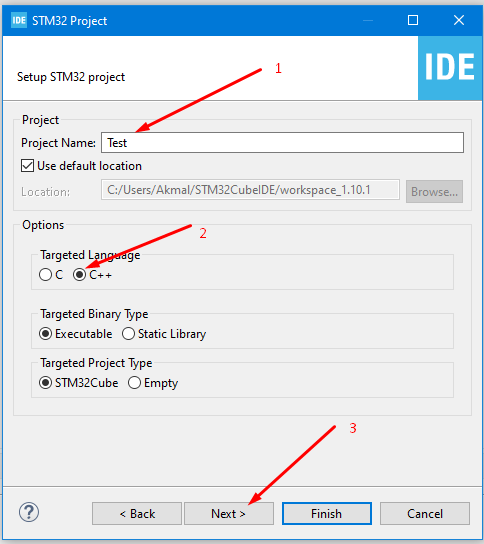 IDE STM32 Project
Setup STM32 project
IDE
1
Project
Project Name: Test
Use default location
Location: C:/Users/Akmal/STM32CubeIDE/workspace_1.10.1 Browse...
Options
2
Targeted Language
C C++
Targeted Binary Type
Executable Static Library
Targeted Project Type
STM32Cube Empty
3
? < Back Next > Finish Cancel